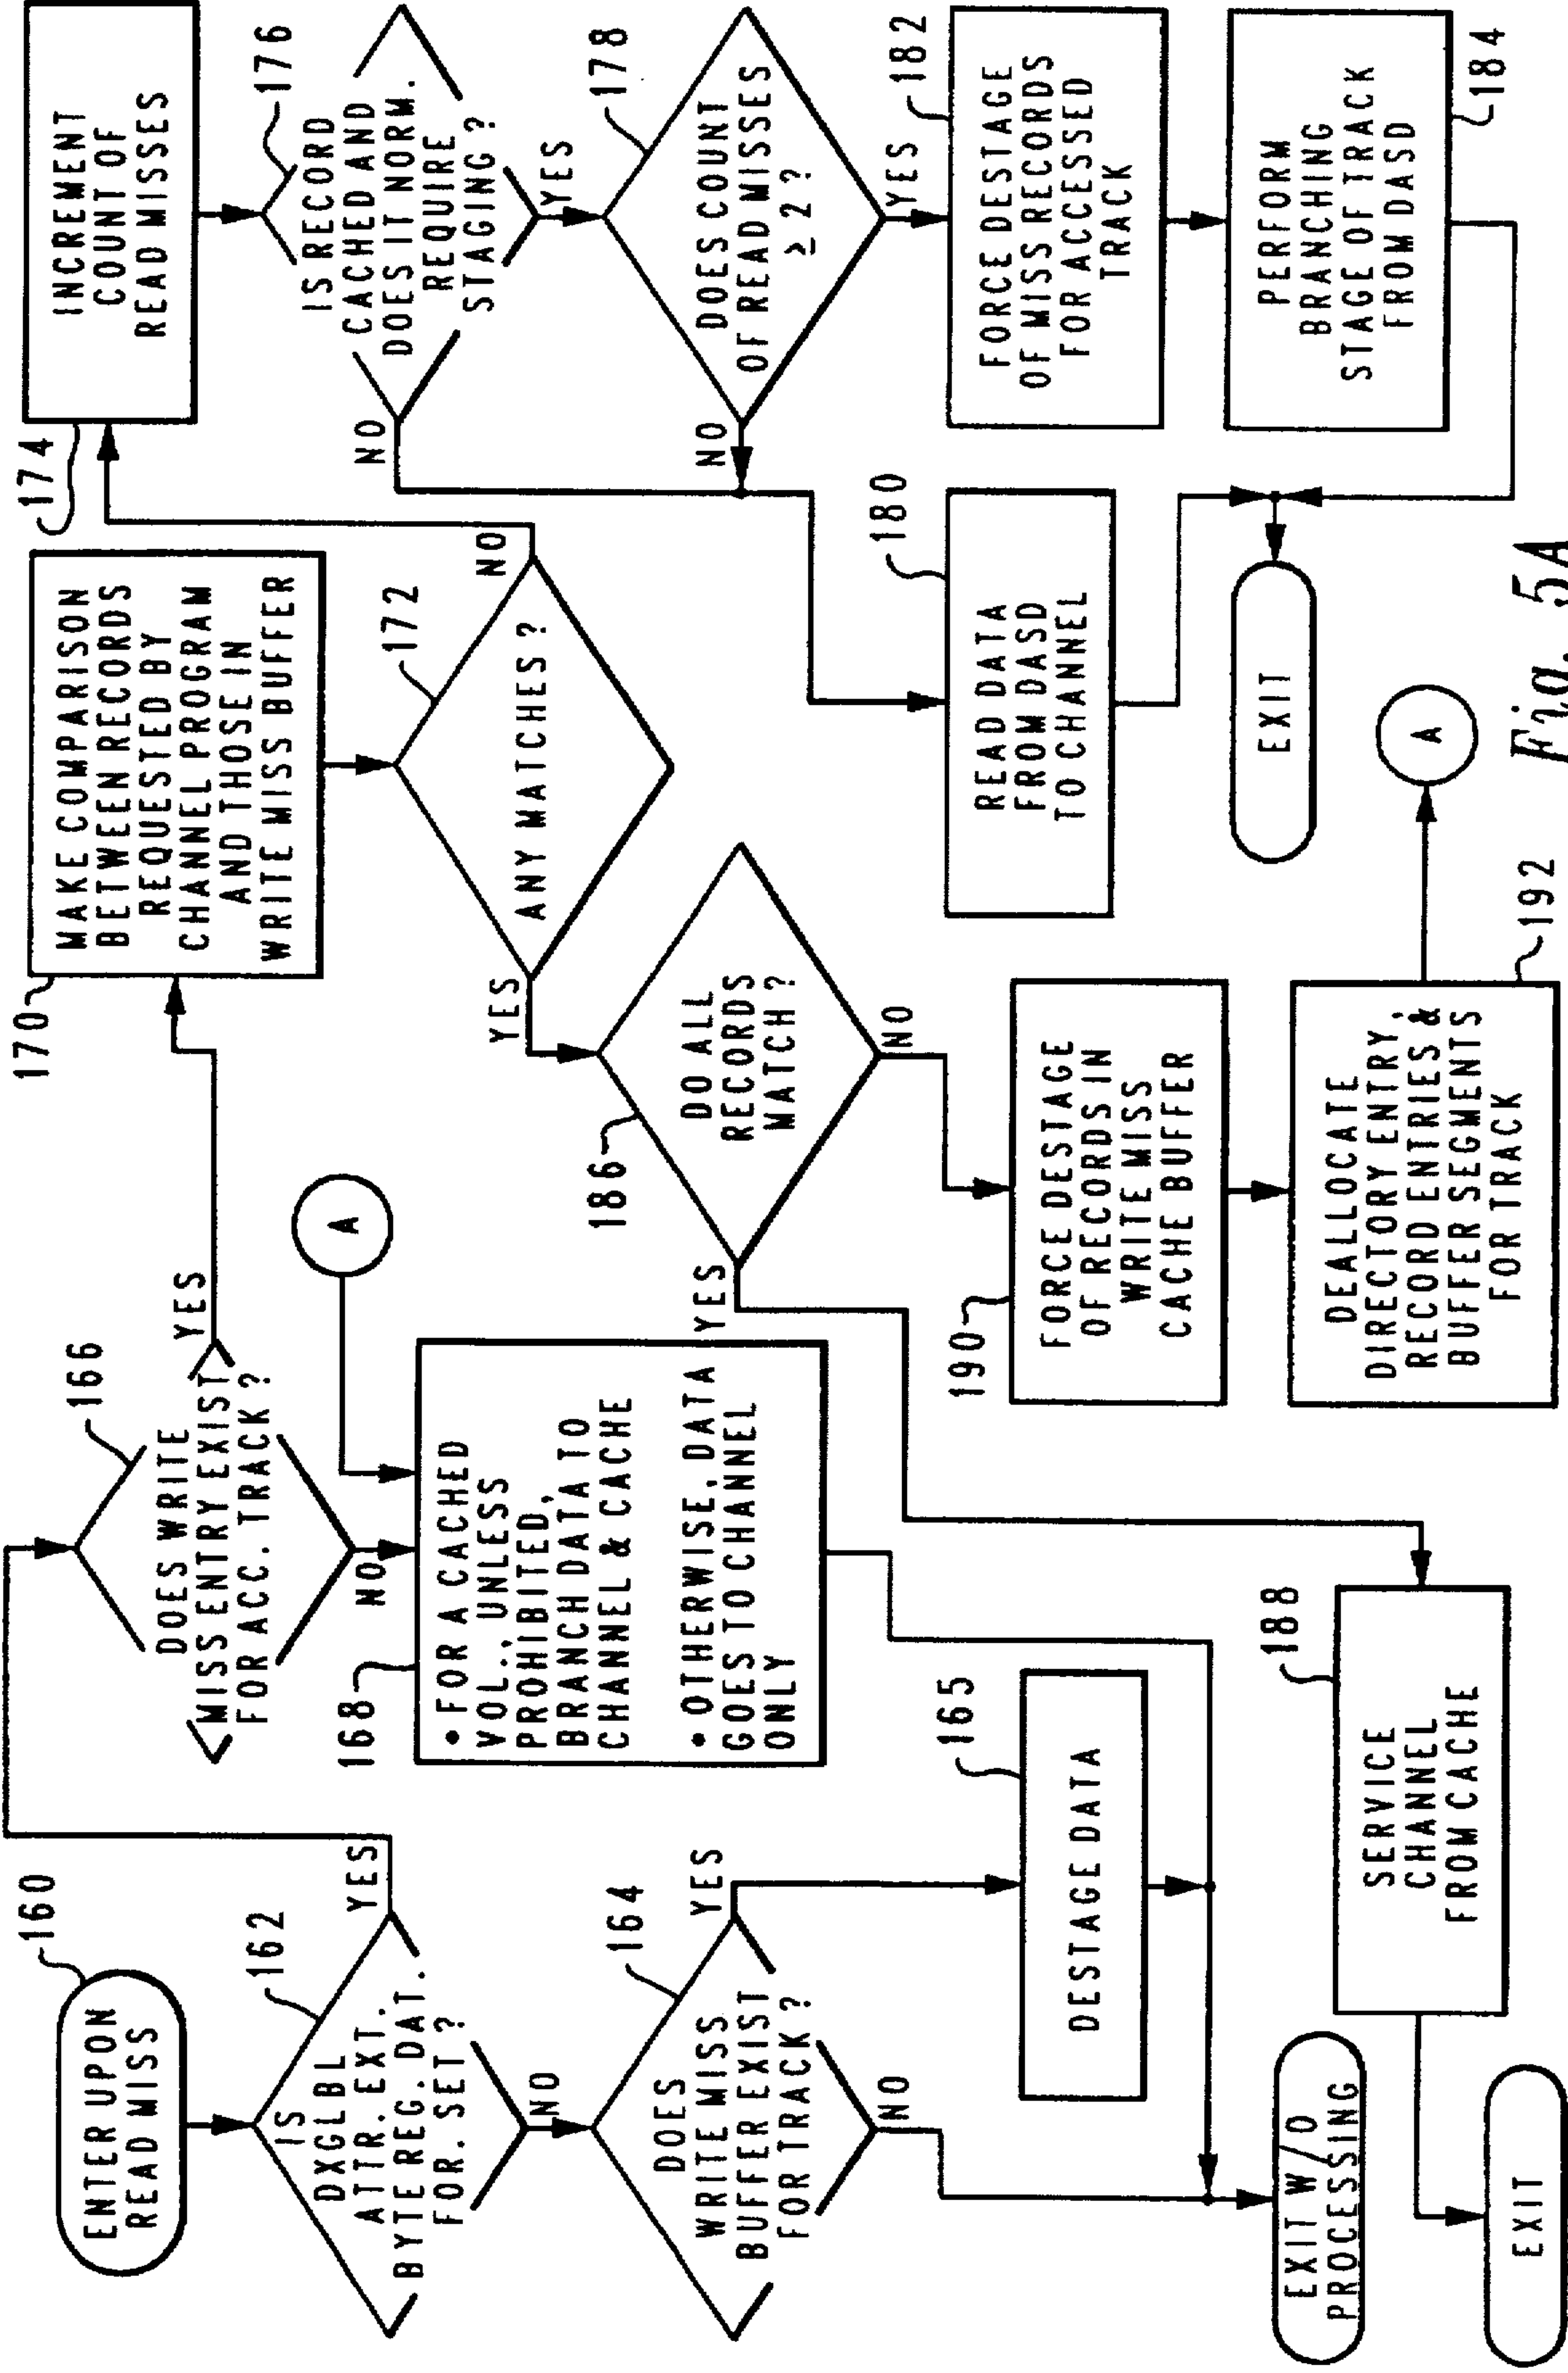 160
ENTER UPON
READ MISS
162
IS
DXGLBL
ATTR. EXT.
BYTE REG. DAT.
FOR. SET ?
YES
NO
164
DOES
WRITE MISS
BUFFER EXIST
FOR TRACK ?
YES
NO
165
DESTAGE DATA
EXIT W/O
PROCESSING
166
DOES WRITE
MISS ENTRY EXIST
FOR ACC. TRACK ?
YES
NO
A
168
• FOR A CACHED
VOL., UNLESS
PROHIBITED,
BRANCH DATA TO
CHANNEL & CACHE
• OTHERWISE, DATA
GOES TO CHANNEL
ONLY
170
MAKE COMPARISON
BETWEEN RECORDS
REQUESTED BY
CHANNEL PROGRAM
AND THOSE IN
WRITE MISS BUFFER
172
ANY MATCHES ?
YES
NO
186
DO ALL
RECORDS
MATCH ?
YES
NO
188
SERVICE
CHANNEL
FROM CACHE
EXIT
190
FORCE DESTAGE
OF RECORDS IN
WRITE MISS
CACHE BUFFER
192
DEALLOCATE
DIRECTORY ENTRY,
RECORD ENTRIES &
BUFFER SEGMENTS
FOR TRACK
A
174
INCREMENT
COUNT OF
READ MISSES
176
IS RECORD
CACHED AND
DOES IT NORM.
REQUIRE
STAGING ?
NO
YES
178
DOES COUNT
OF READ MISSES
≥ 2 ?
NO
YES
180
READ DATA
FROM DASD
TO CHANNEL
182
FORCE DESTAGE
OF MISS RECORDS
FOR ACCESSED
TRACK
184
PERFORM
BRANCHING
STAGE OF TRACK
FROM DASD
EXIT
Fig. 5A